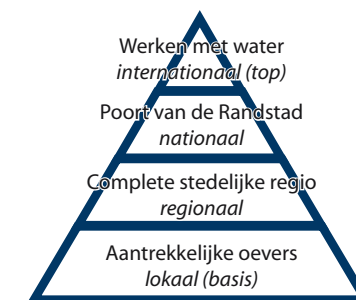 Werken met water
internationaal (top)
Poort van de Randstad
nationaal
Complete stedelijke regio
regionaal
Aantrekkelijke oevers
lokaal (basis)